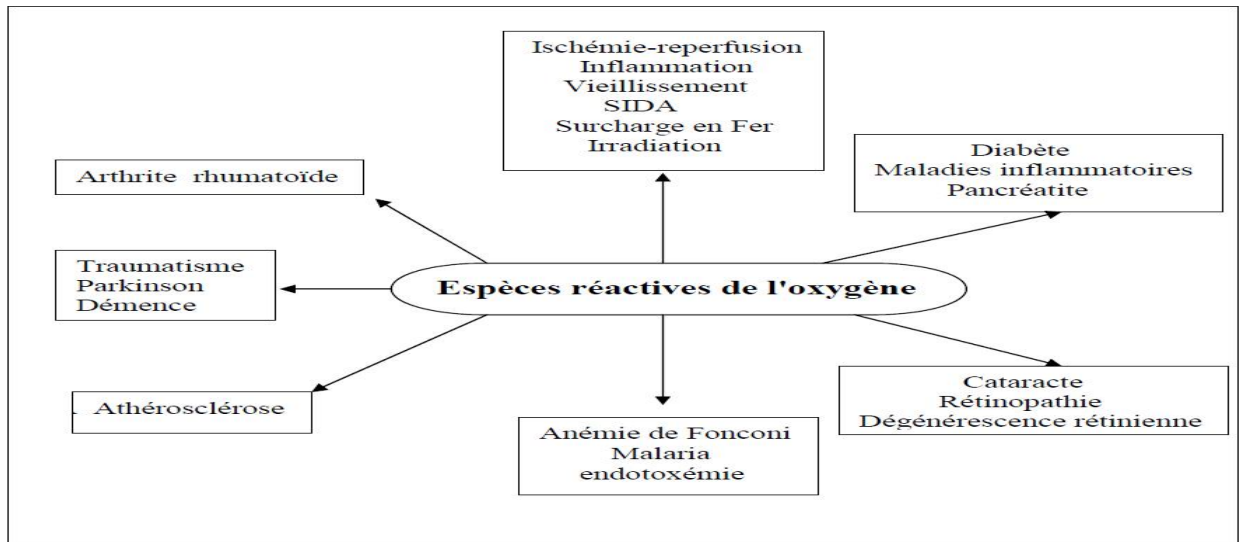 Ischémie-reperfusion
Inflammation
Vieillissement
SIDA
Surcharge en Fer
Irradiation
Diabète
Maladies inflammatoires
Pancréatite
Arthrite rhumatoïde
Traumatisme
Parkinson
Démence
Espèces réactives de l'oxygène
Athérosclérose
Cataracte
Rétinopathie
Dégénérescence rétinienne
Anémie de Fonconi
Malaria
endotoxémie